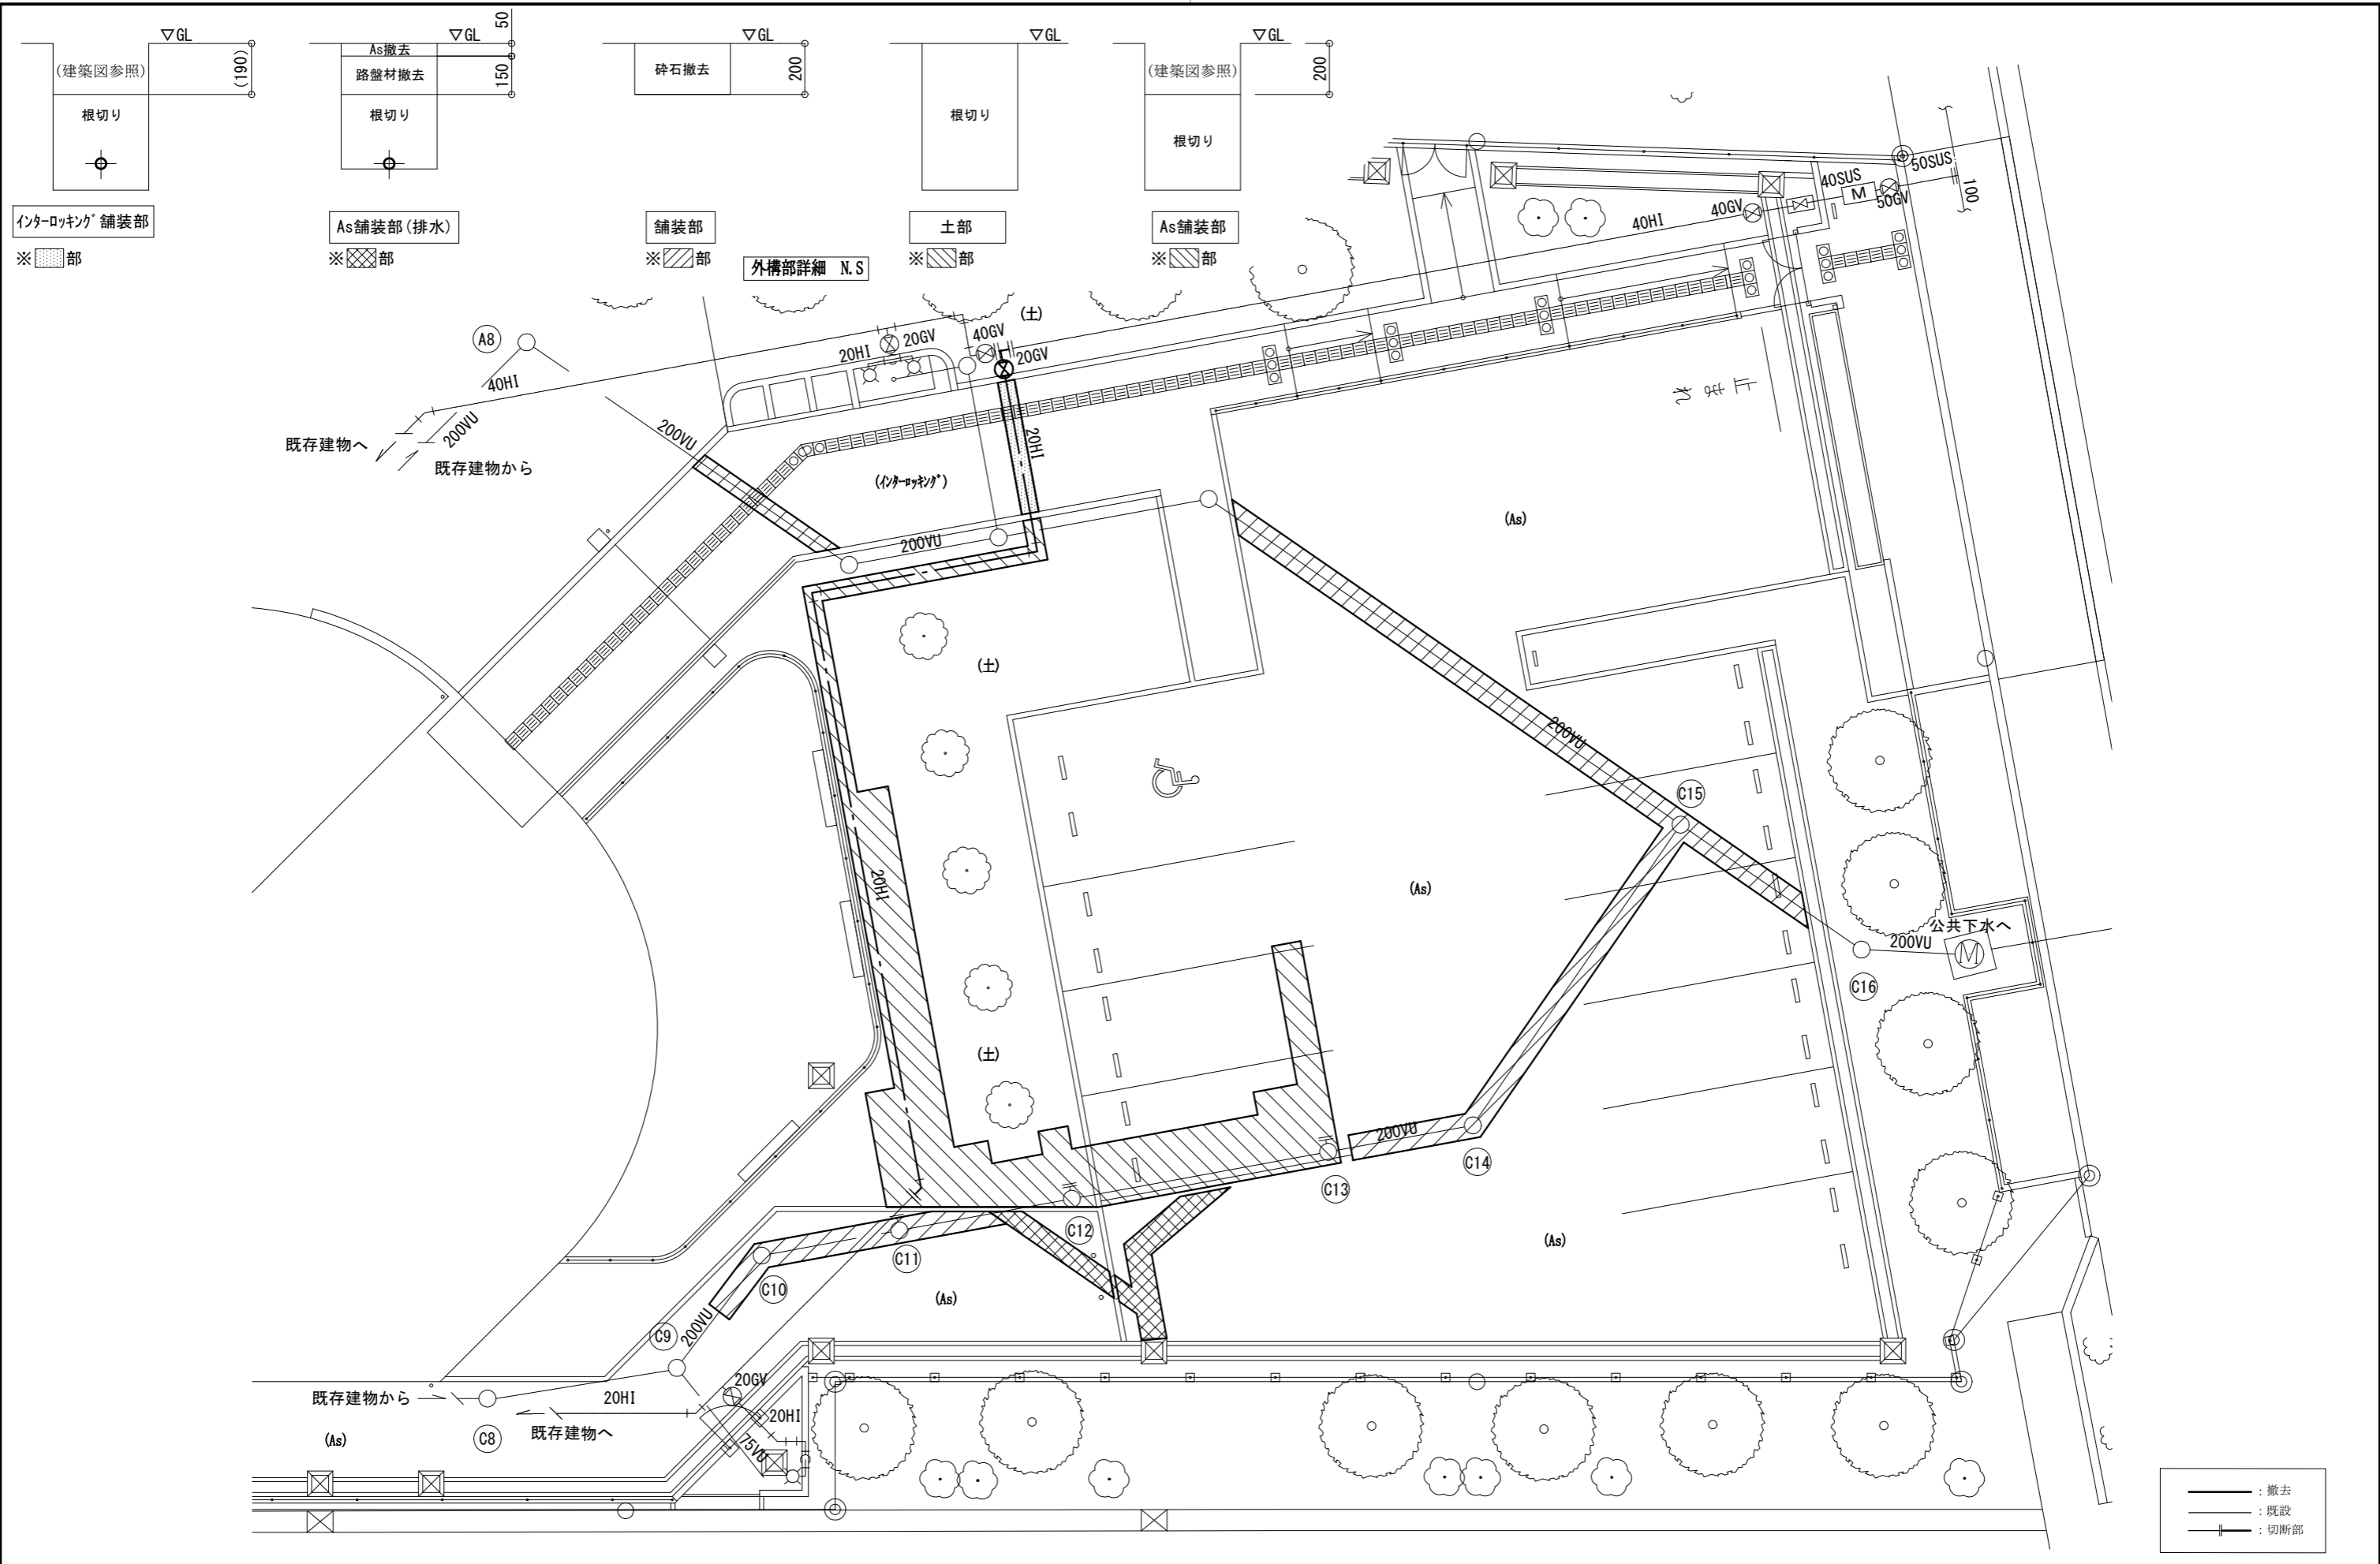 ▽GL
(建築図参照)
(190)
根切り
インターロッキング舗装部
※ 部
50
▽GL
As撤去
路盤材撤去
150
根切り
As舗装部(排水)
※ 部
▽GL
砕石撤去
200
舗装部
※ 部
外構部詳細 N.S
▽GL
根切り
土部
※ 部
▽GL
(建築図参照)
200
根切り
As舗装部
※ 部
50SUS
40SUS
100
M
50GV
40GV
40HI
(土)
A8
40HI
20HI
20GV
40GV
20GV
200VU
既存建物へ
200VU
既存建物から
20HI
(インターロッキング)
(As)
200VU
(土)
200VU
C15
20HI
(As)
公共下水へ
200VU
M
C16
(土)
200VU
C14
C13
C12
C11
(As)
C10
(As)
200VU
C9
既存建物から
20HI
20GV
20HI
既存建物へ
75VU
C8
(As)
:撤去
:既設
:切断部